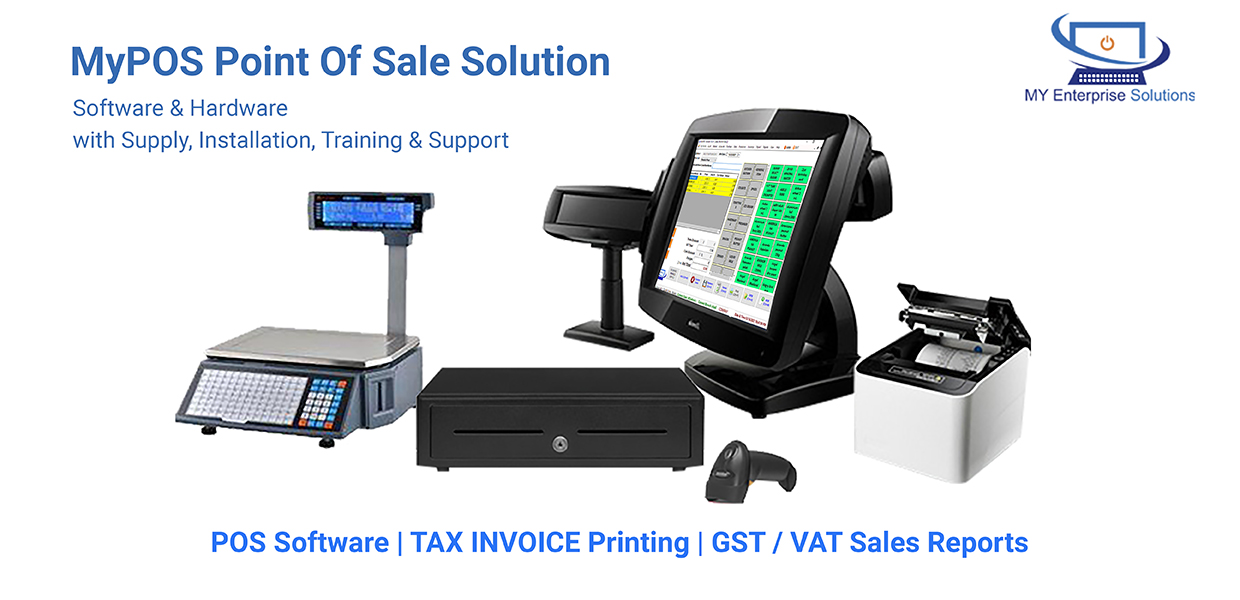 MyPOS Point Of Sale Solution
Software & Hardware
with Supply, Installation, Training & Support
MY Enterprise Solutions
POS Software | TAX INVOICE Printing | GST / VAT Sales Reports